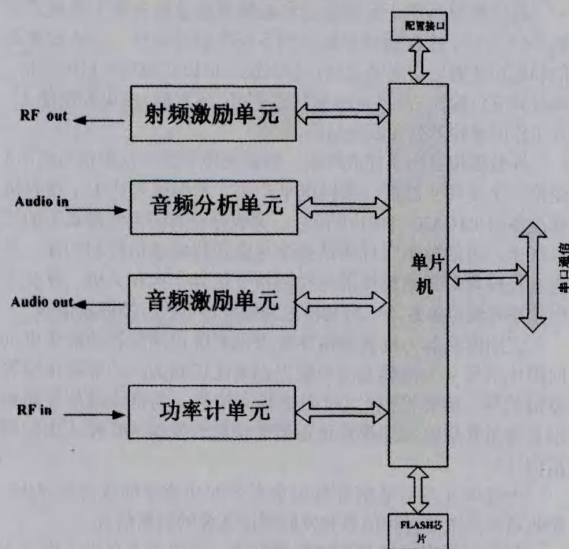 配置接口
RF out
射频激励单元
Audio in
音频分析单元
单片
机
串口通信
Audio out
音频激励单元
RF in
功率计单元
FLASH芯
片